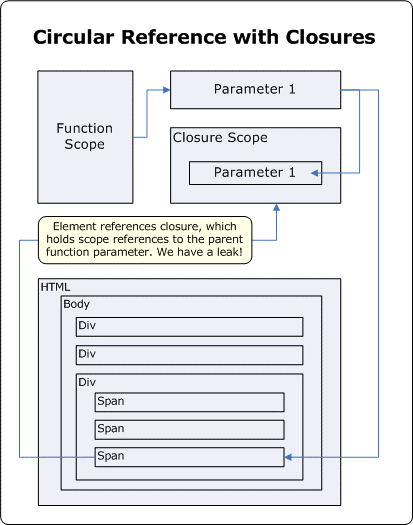 Circular Reference with Closures
Function
Scope
Parameter 1
Closure Scope
Parameter 1
Element references closure, which
holds scope references to the parent
function parameter. We have a leak!
HTML
Body
Div
Div
Div
Span
Span
Span